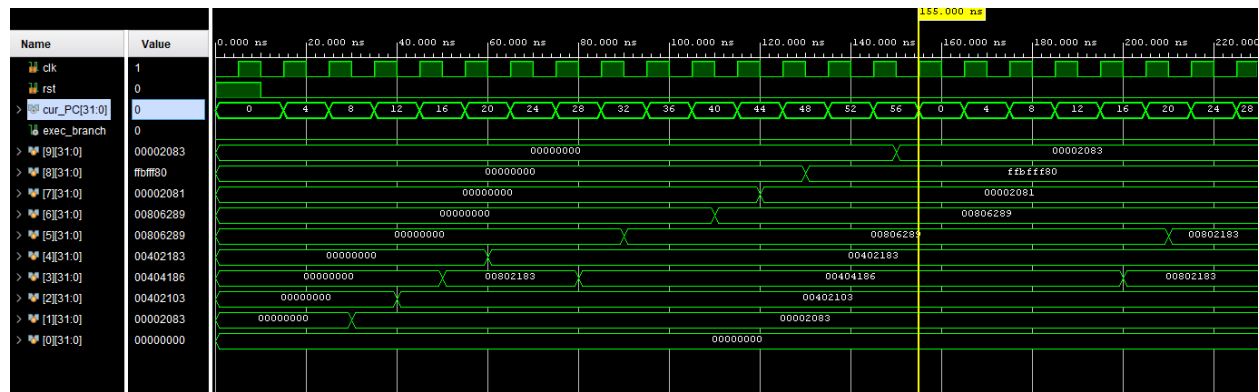 155.000 ns
Name Value 0.000 ns 20.000 ns 40.000 ns 60.000 ns 80.000 ns 100.000 ns 120.000 ns 140.000 ns 160.000 ns 180.000 ns 200.000 ns 220.000
clk 1
rst 0
cur_PC[31:0] 0 0 4 8 12 16 20 24 28 32 36 40 44 48 52 56 0 4 8 12 16 20 24 28
exec_branch 0
[9][31:0] 00002083 00000000 00002083
[8][31:0] ffbfff80 00000000 ffbfff80
[7][31:0] 00002081 00000000 00002081
[6][31:0] 00806289 00000000 00806289
[5][31:0] 00806289 00000000 00806289 00802183
[4][31:0] 00402183 00000000 00402183
[3][31:0] 00404186 00000000 00802183 00404186 00802183
[2][31:0] 00402103 00000000 00402103
[1][31:0] 00002083 00000000 00002083
[0][31:0] 00000000 00000000